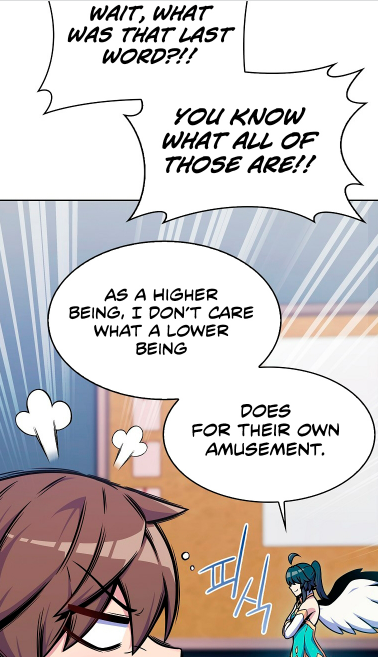 WAIT, WHAT
WAS THAT LAST
WORD?!!
YOU KNOW
WHAT ALL OF
THOSE ARE!!
AS A HIGHER
BEING, I DON'T CARE
WHAT A LOWER
BEING
DOES
FOR THEIR OWN
AMUSEMENT.
피식